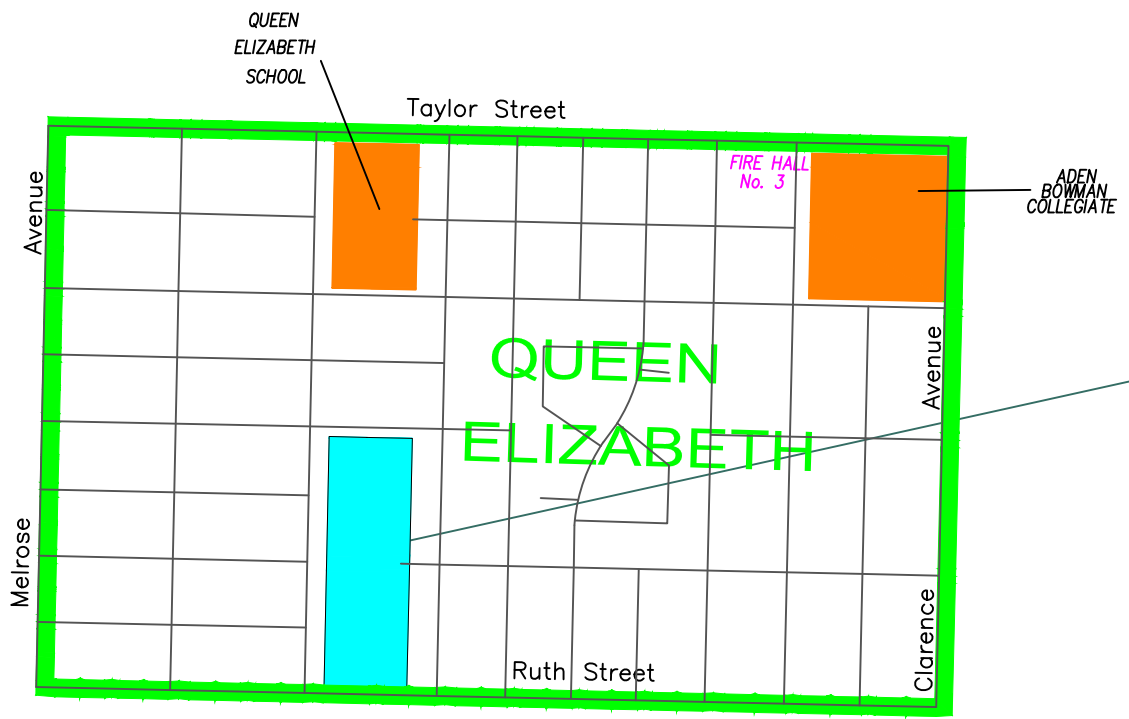 QUEEN
ELIZABETH
SCHOOL
Taylor Street
FIRE HALL
No. 3
ADEN
BOWMAN
COLLEGIATE
Avenue
QUEEN
ELIZABETH
Avenue
Melrose
Clarence
Ruth Street